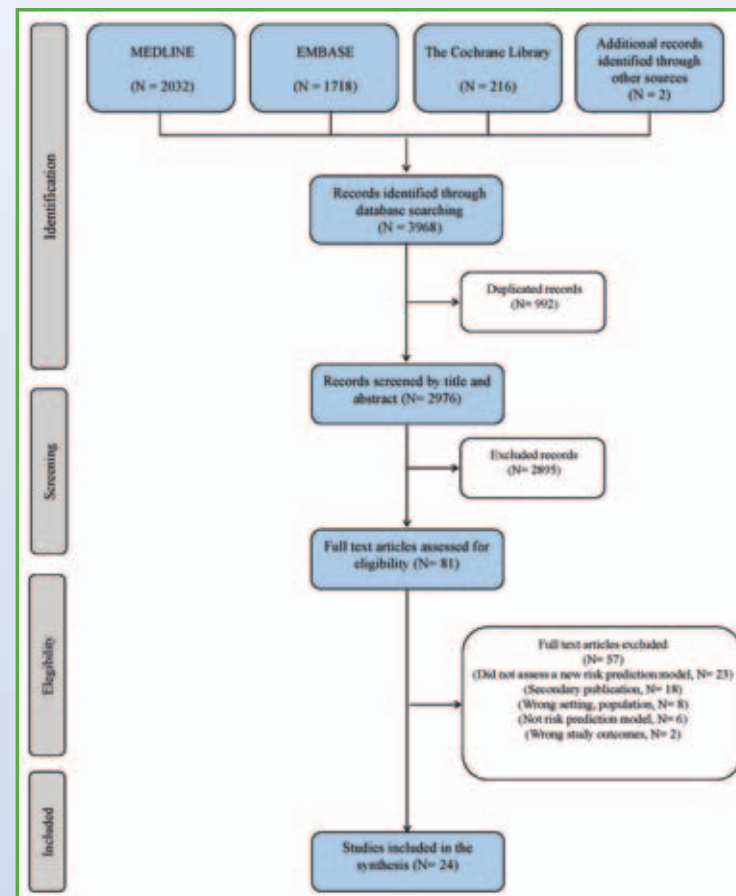 Identification
MEDLINE
(N = 2032)
EMBASE
(N = 1718)
The Cochrane Library
(N = 216)
Additional records
identified through
other sources
(N = 2)
Records identified through
database searching
(N = 3968)
Duplicated records
(N= 992)
Records screened by title and
abstract (N= 2976)
Screening
Excluded records
(N= 2895)
Full text articles assessed for
eligibility (N= 81)
Elegibility
Full text articles excluded
(N= 57)
(Did not assess a new risk prediction model, N= 23)
(Secondary publication, N= 18)
(Wrong setting, population, N= 8)
(Not risk prediction model, N= 6)
(Wrong study outcomes, N= 2)
Included
Studies included in the
synthesis (N= 24)